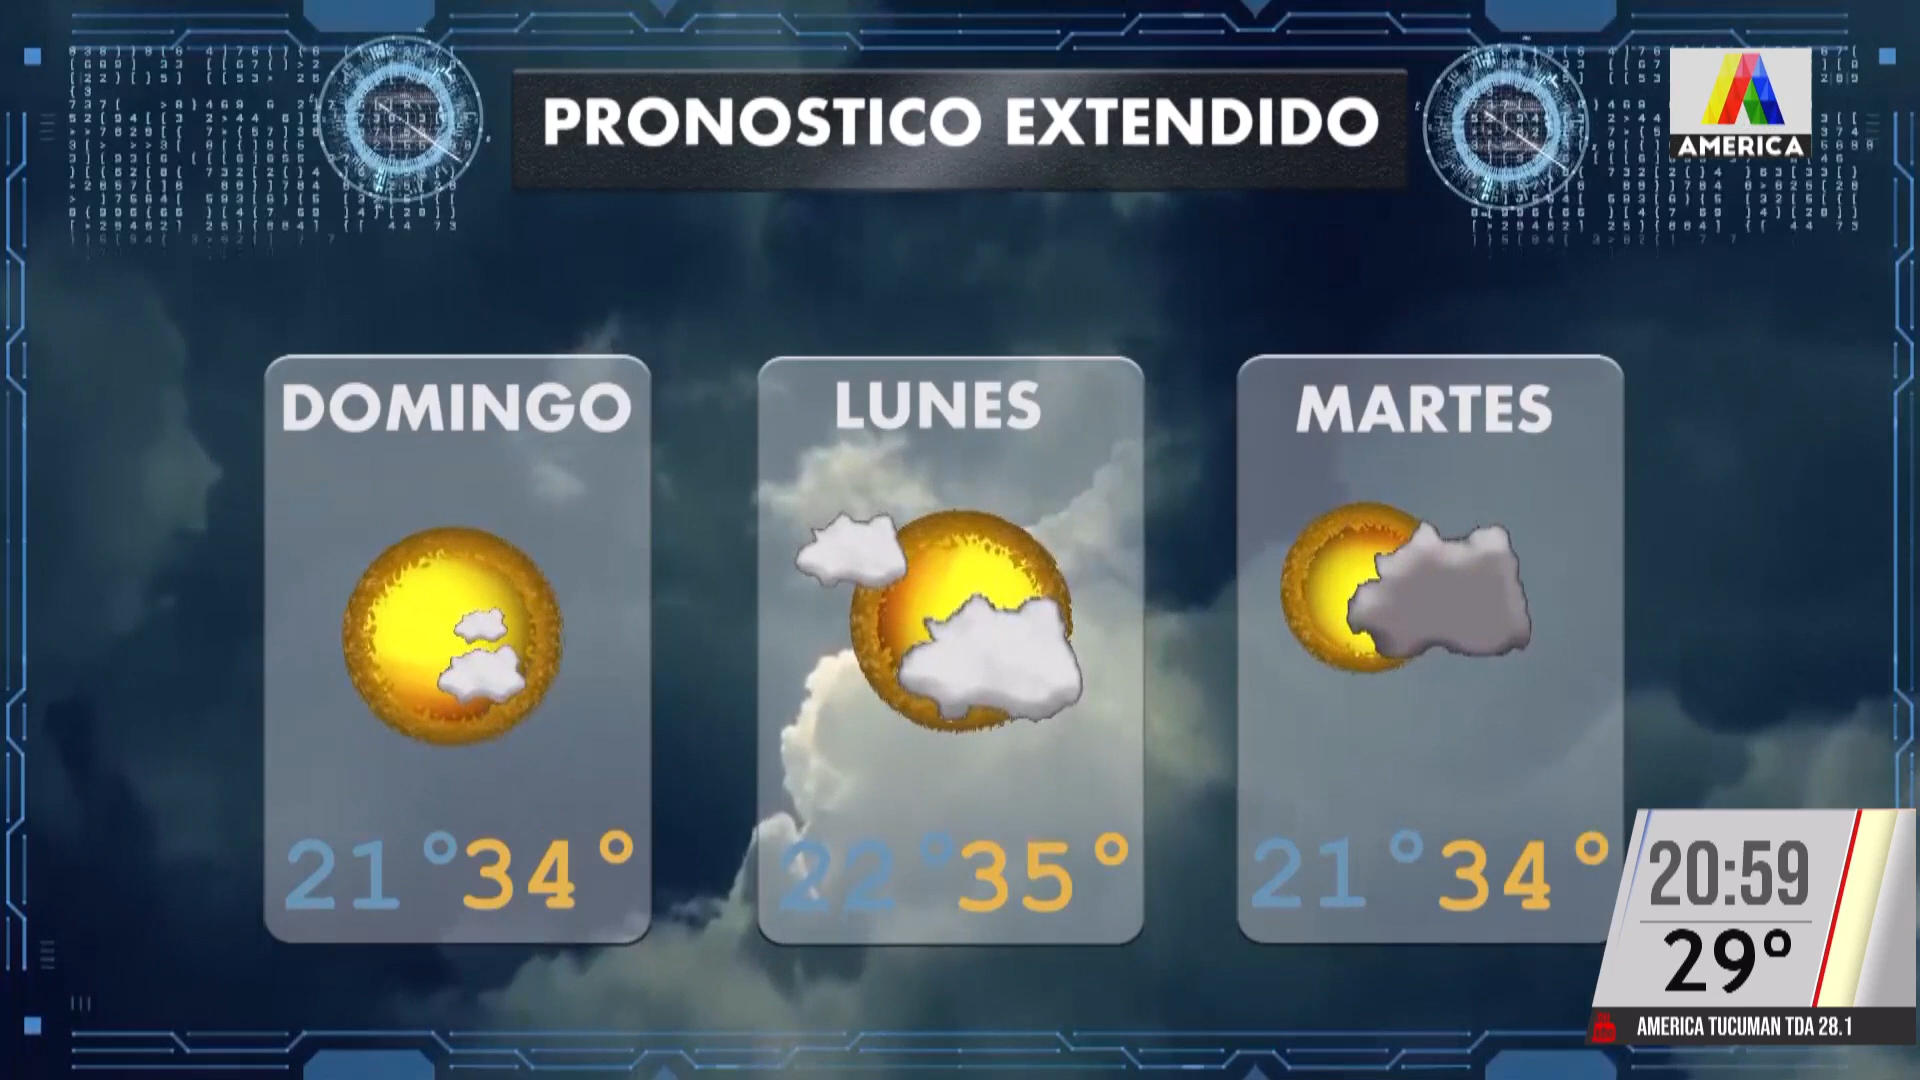 PRONOSTICO EXTENDIDO
AMERICA
DOMINGO
21° 34°
LUNES
22° 35°
MARTES
21° 34°
20:59
29°
AMERICA TUCUMAN TDA 28.1